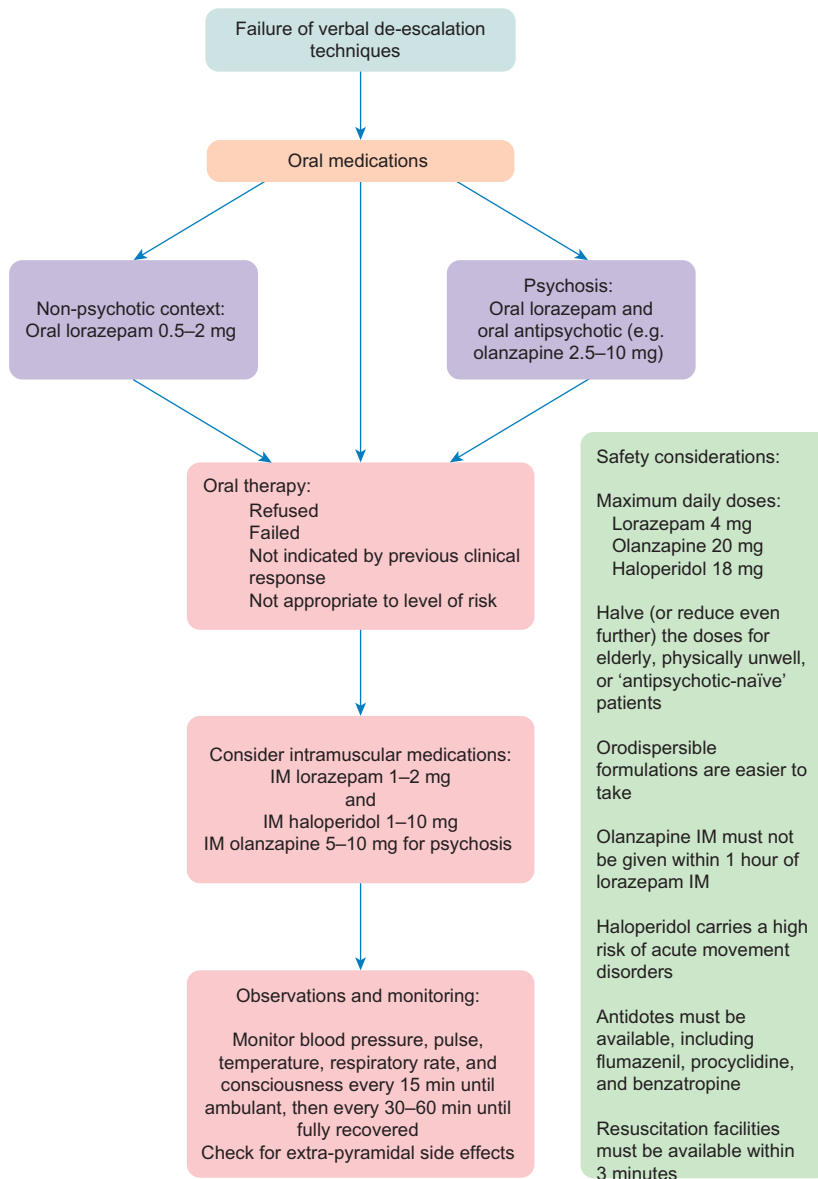 Failure of verbal de-escalation
techniques
Oral medications
Non-psychotic context:
Oral lorazepam 0.5–2 mg
Psychosis:
Oral lorazepam and
oral antipsychotic (e.g.
olanzapine 2.5–10 mg)
Oral therapy:
Refused
Failed
Not indicated by previous clinical
response
Not appropriate to level of risk
Consider intramuscular medications:
IM lorazepam 1–2 mg
and
IM haloperidol 1–10 mg
IM olanzapine 5–10 mg for psychosis
Observations and monitoring:
Monitor blood pressure, pulse,
temperature, respiratory rate, and
consciousness every 15 min until
ambulant, then every 30–60 min until
fully recovered
Check for extra-pyramidal side effects
Safety considerations:
Maximum daily doses:
Lorazepam 4 mg
Olanzapine 20 mg
Haloperidol 18 mg
Halve (or reduce even
further) the doses for
elderly, physically unwell,
or ‘antipsychotic-naïve’
patients
Orodispersible
formulations are easier to
take
Olanzapine IM must not
be given within 1 hour of
lorazepam IM
Haloperidol carries a high
risk of acute movement
disorders
Antidotes must be
available, including
flumazenil, procyclidine,
and benzatropine
Resuscitation facilities
must be available within
3 minutes